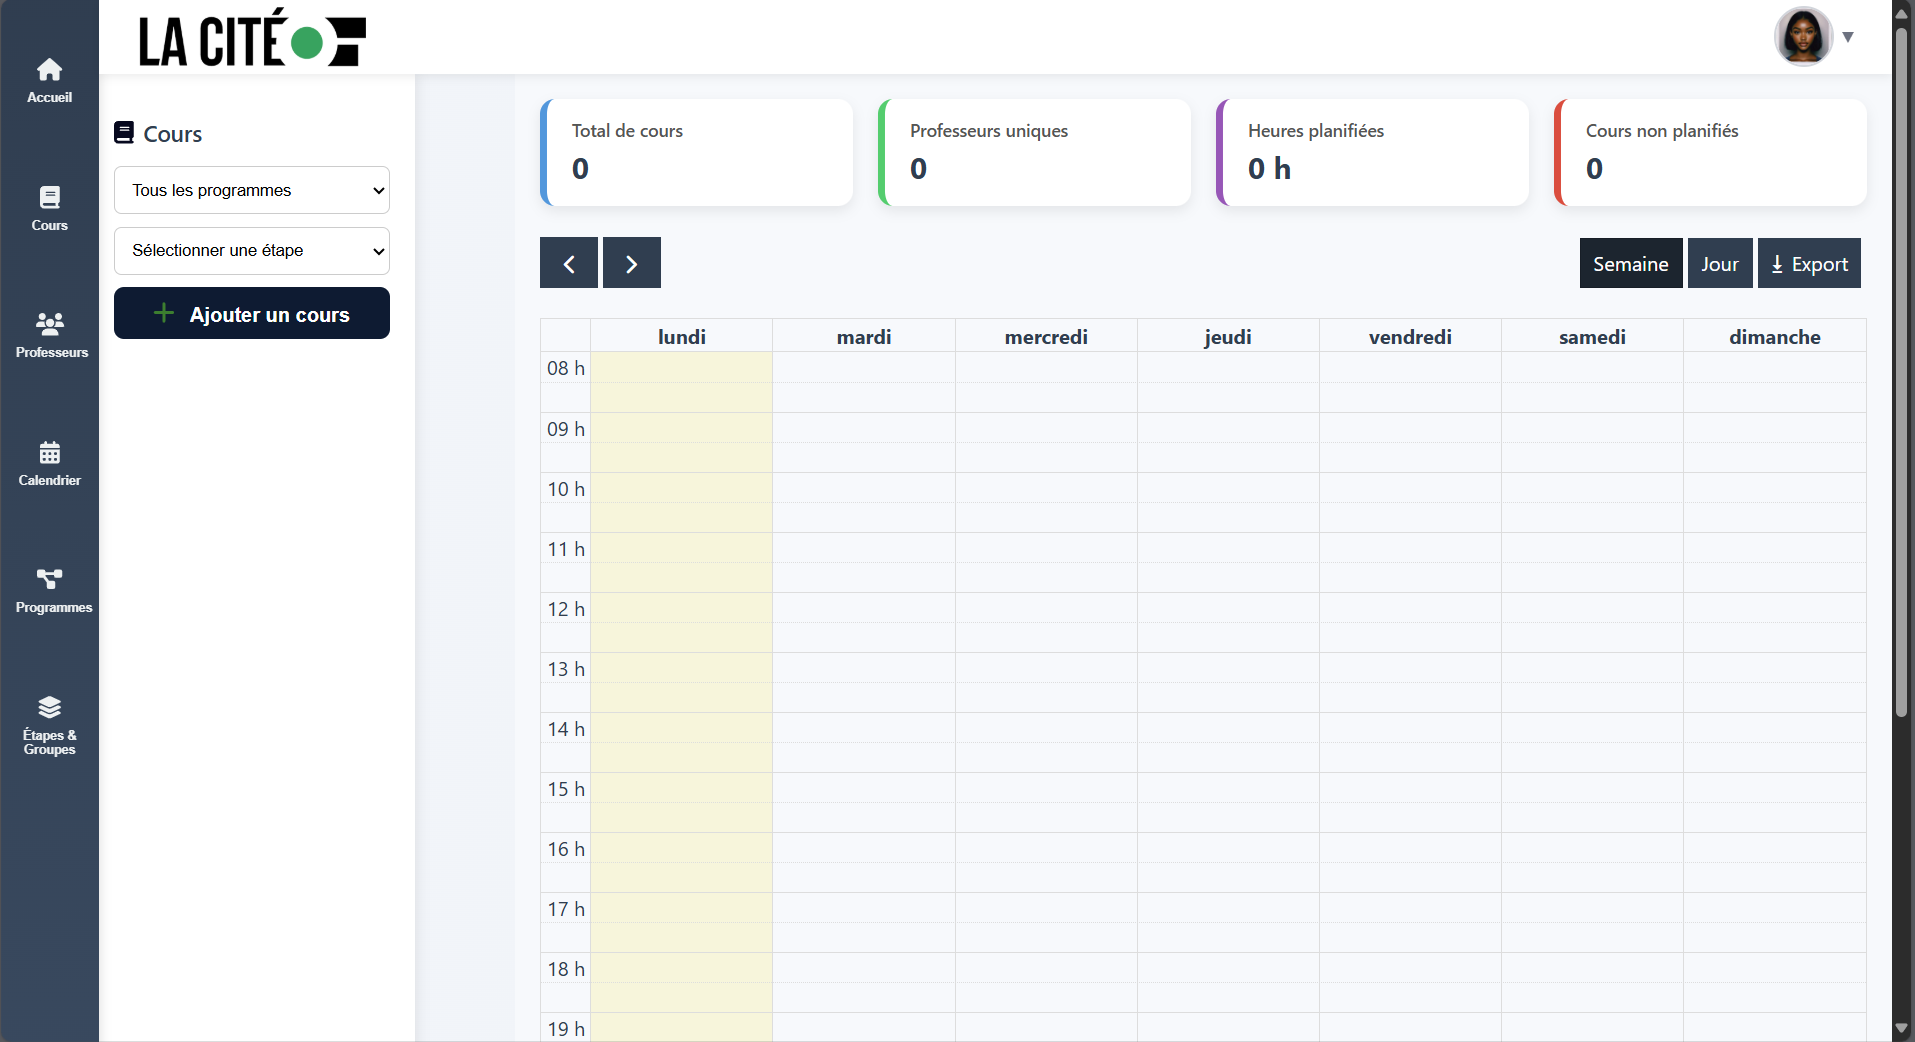 LA CITÉ
Accueil
Cours
Professeurs
Calendrier
Programmes
Étapes &
Groupes
Cours
Tous les programmes
Sélectionner une étape
Ajouter un cours
Total de cours
0
Professeurs uniques
0
Heures planifiées
0 h
Cours non planifiés
0
Semaine
Jour
Export
lundi mardi mercredi jeudi vendredi samedi dimanche
08 h
09 h
10 h
11 h
12 h
13 h
14 h
15 h
16 h
17 h
18 h
19 h